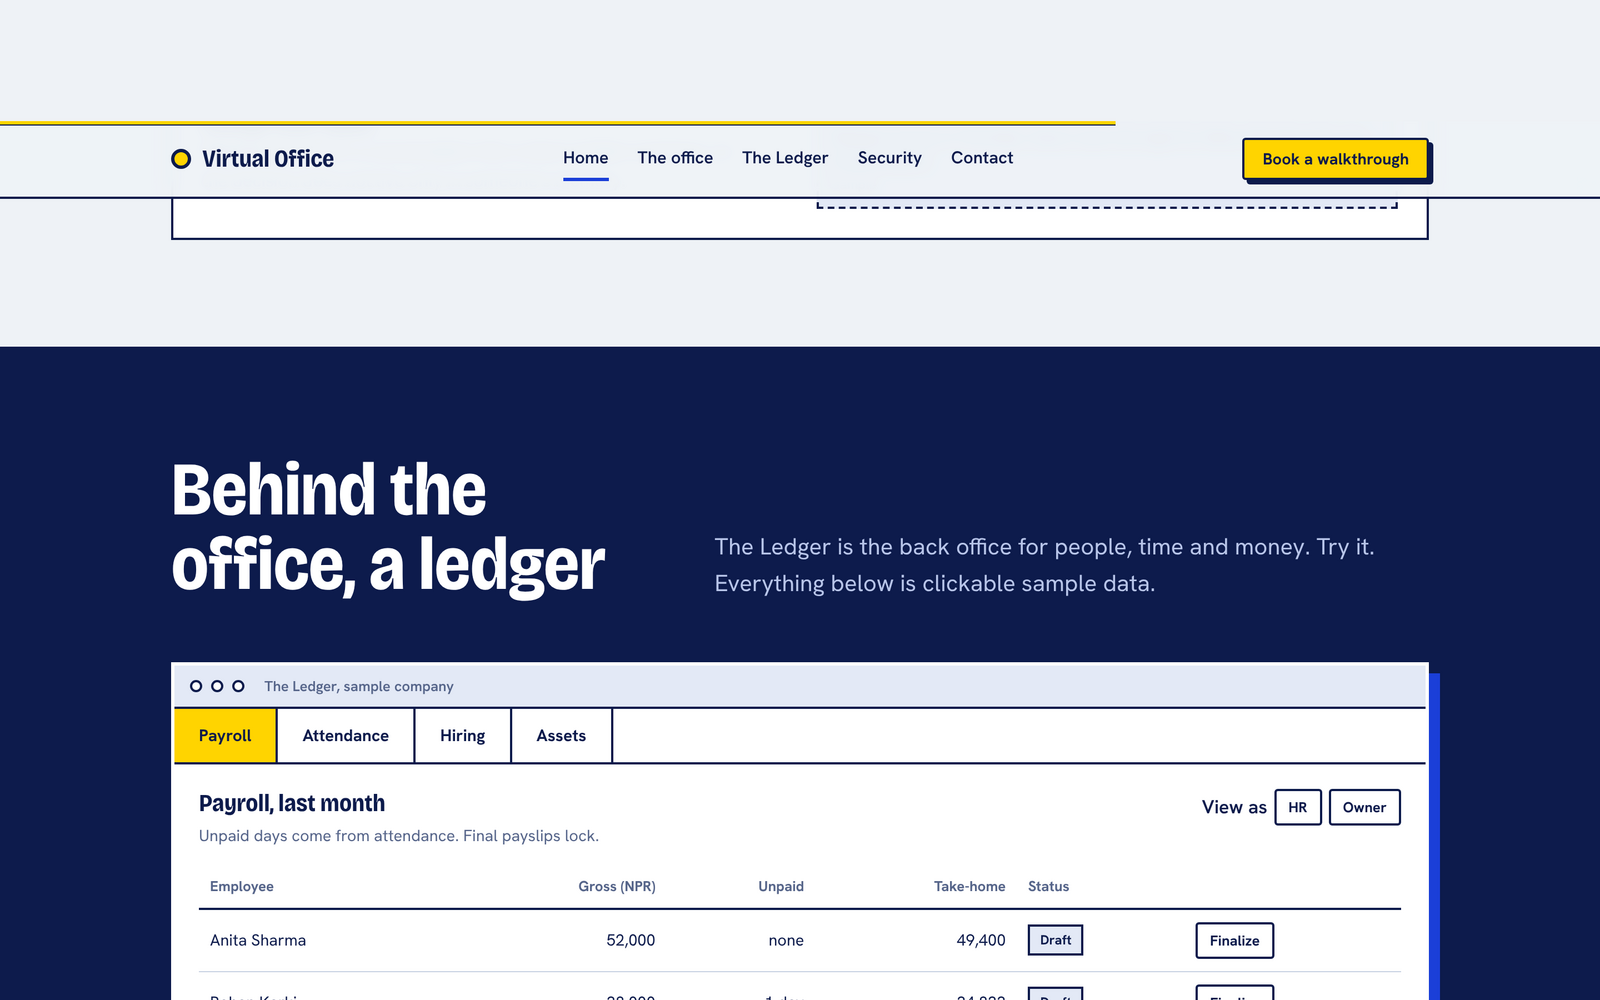 Virtual Office
Home
The office
The Ledger
Security
Contact
Book a walkthrough
Behind the
office, a ledger
The Ledger is the back office for people, time and money. Try it.
Everything below is clickable sample data.
The Ledger, sample company
Payroll
Attendance
Hiring
Assets
Payroll, last month
View as
HR
Owner
Unpaid days come from attendance. Final payslips lock.
Employee
Gross (NPR)
Unpaid
Take-home
Status
Anita Sharma
52,000
none
49,400
Draft
Finalize